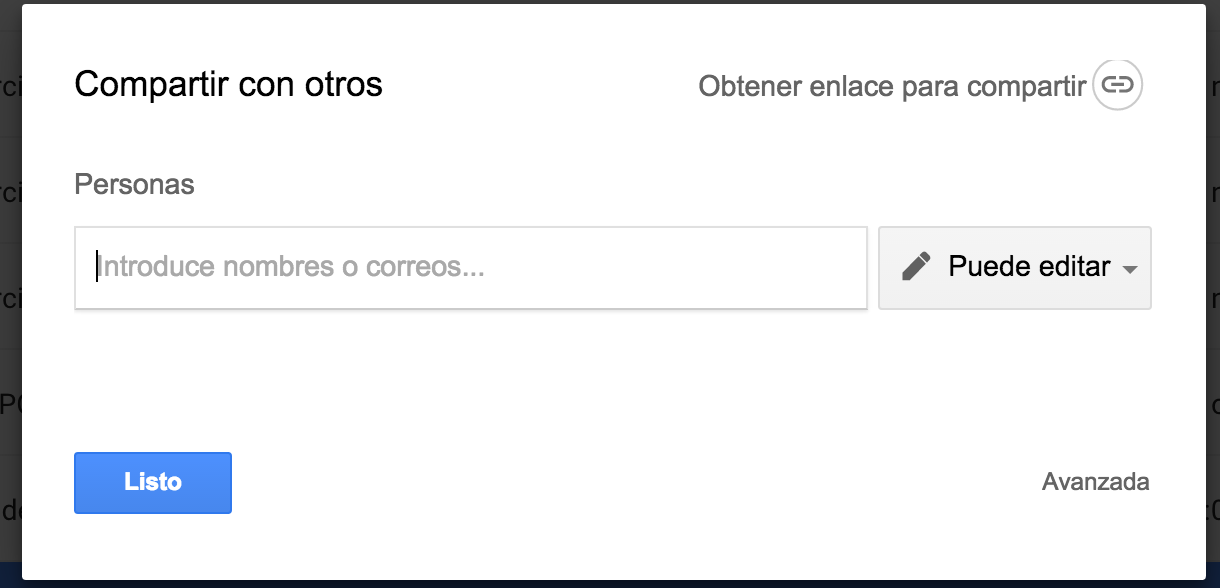 Compartir con otros
Obtener enlace para compartir
Personas
Introduce nombres o correos...
Puede editar
Listo
Avanzada